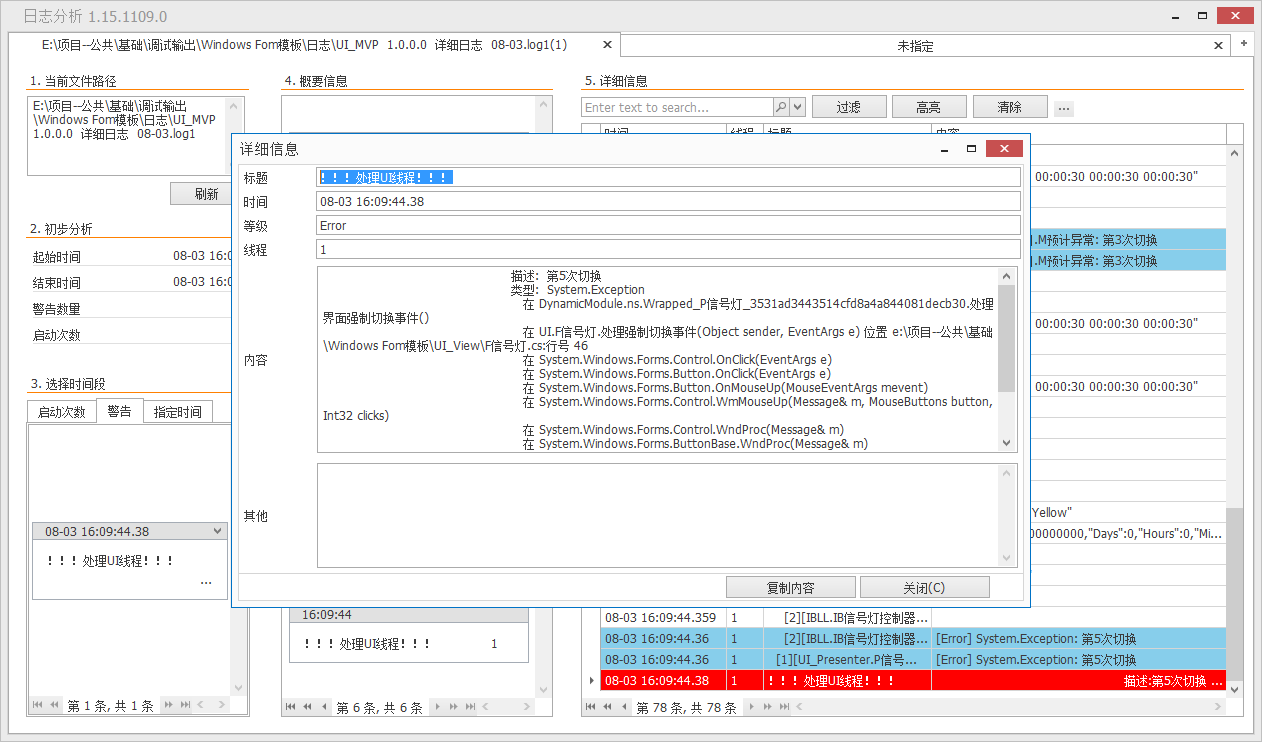 日志分析 1.15.1109.0
E:\项目--公共\基础\调试输出\Windows Fom模板\日志\UI_MVP 1.0.0.0 详细日志 08-03.log1(1)
未指定
1. 当前文件路径
E:\项目--公共\基础\调试输出
\Windows Fom模板\日志\UI_MVP
1.0.0.0 详细日志 08-03.log1
刷新
2. 初步分析
起始时间 08-03 16:0
结束时间 08-03 16:0
警告数量
启动次数
3. 选择时间段
启动次数 警告 指定时间
08-03 16:09:44.38
！！！处理UI线程！！！
...
第 1 条, 共 1 条
4. 概要信息
16:09:44
！！！处理UI线程！！！ 1
第 6 条, 共 6 条
5. 详细信息
Enter text to search...
过滤 高亮 清除 ...
时间 线程 标题 内容
00:00:30 00:00:30 00:00:30"
].M预计异常: 第3次切换
].M预计异常: 第3次切换
00:00:30 00:00:30 00:00:30"
00:00:30 00:00:30 00:00:30"
Yellow"
00000000,"Days":0,"Hours":0,"Mi...
08-03 16:09:44.359 1 [2][IBLL.IB信号灯控制器...
08-03 16:09:44.36 1 [2][IBLL.IB信号灯控制器... [Error] System.Exception: 第5次切换
08-03 16:09:44.36 1 [1][UI_Presenter.P信号... [Error] System.Exception: 第5次切换
08-03 16:09:44.38 1 ！！！处理UI线程！！！ 描述:第5次切换 ...
第 78 条, 共 78 条
详细信息
标题 ！！！处理UI线程！！！
时间 08-03 16:09:44.38
等级 Error
线程 1
内容
描述: 第5次切换
类型: System.Exception
在 DynamicModule.ns.Wrapped_P信号灯_3531ad3443514cfd8a4a844081decb30.处理
界面强制切换事件()
在 UI.F信号灯.处理强制切换事件(Object sender, EventArgs e) 位置 e:\项目--公共\基础
\Windows Fom模板\UI_View\F信号灯.cs:行号 46
在 System.Windows.Forms.Control.OnClick(EventArgs e)
在 System.Windows.Forms.Button.OnClick(EventArgs e)
在 System.Windows.Forms.Button.OnMouseUp(MouseEventArgs mevent)
在 System.Windows.Forms.Control.WmMouseUp(Message& m, MouseButtons button,
Int32 clicks)
在 System.Windows.Forms.Control.WndProc(Message& m)
在 System.Windows.Forms.ButtonBase.WndProc(Message& m)
其他
复制内容 关闭(C)